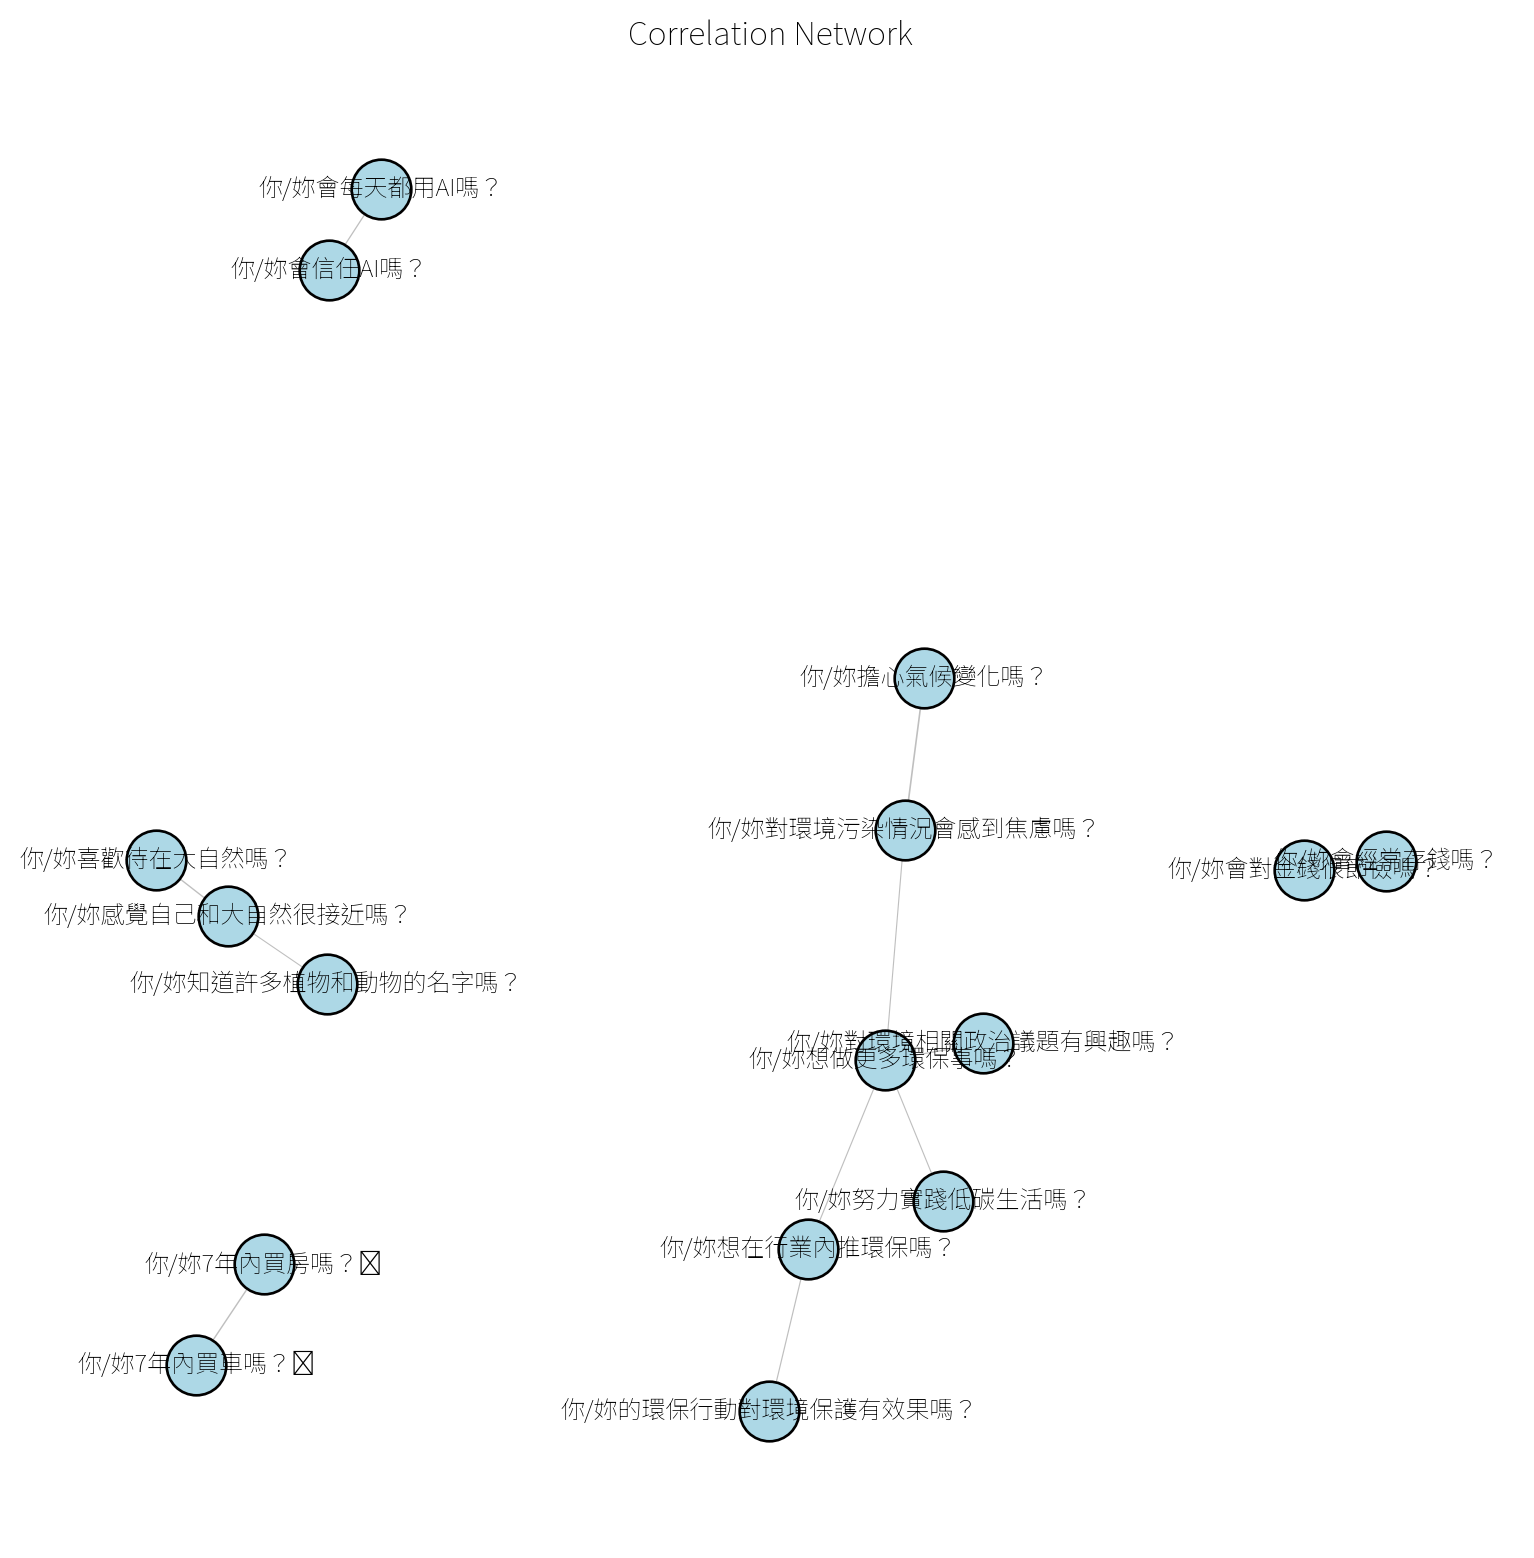 Correlation Network
你/妳會每天都用AI嗎？
你/妳會信任AI嗎？
你/妳擔心氣候變化嗎？
你/妳對環境污染情況會感到焦慮嗎？
你/妳喜歡待在大自然嗎？
你/妳會經常存錢嗎？
你/妳會對金錢很節儉嗎？
你/妳感覺自己和大自然很接近嗎？
你/妳知道許多植物和動物的名字嗎？
你/妳對環境相關政治議題有興趣嗎？
你/妳想做更多環保事嗎？
你/妳努力實踐低碳生活嗎？
你/妳想在行業內推環保嗎？
你/妳7年內買房嗎？
你/妳7年內買車嗎？
你/妳的環保行動對環境保護有效果嗎？